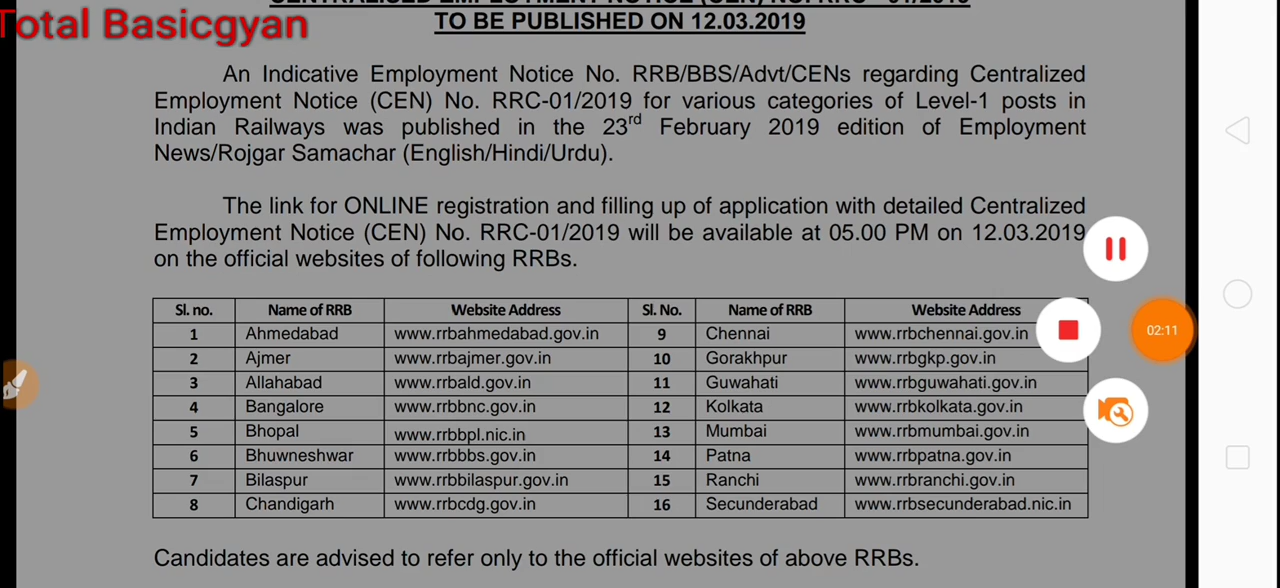 CENTRALISED EMPLOYMENT NOTICE (CEN) NO. RRC - 01/2019
Total Basicgyan
TO BE PUBLISHED ON 12.03.2019
An Indicative Employment Notice No. RRB/BBS/Advt/CENs regarding Centralized
Employment Notice (CEN) No. RRC-01/2019 for various categories of Level-1 posts in
Indian Railways was published in the 23rd February 2019 edition of Employment
News/Rojgar Samachar (English/Hindi/Urdu).
The link for ONLINE registration and filling up of application with detailed Centralized
Employment Notice (CEN) No. RRC-01/2019 will be available at 05.00 PM on 12.03.2019
on the official websites of following RRBs.
Sl. no. Name of RRB Website Address Sl. No. Name of RRB Website Address
1 Ahmedabad www.rrbahmedabad.gov.in 9 Chennai www.rrbchennai.gov.in
2 Ajmer www.rrbajmer.gov.in 10 Gorakhpur www.rrbgkp.gov.in
3 Allahabad www.rrbald.gov.in 11 Guwahati www.rrbguwahati.gov.in
4 Bangalore www.rrbbnc.gov.in 12 Kolkata www.rrbkolkata.gov.in
5 Bhopal www.rrbbpl.nic.in 13 Mumbai www.rrbmumbai.gov.in
6 Bhuwneshwar www.rrbbbs.gov.in 14 Patna www.rrbpatna.gov.in
7 Bilaspur www.rrbbilaspur.gov.in 15 Ranchi www.rrbranchi.gov.in
8 Chandigarh www.rrbcdg.gov.in 16 Secunderabad www.rrbsecunderabad.nic.in
02:11
Candidates are advised to refer only to the official websites of above RRBs.